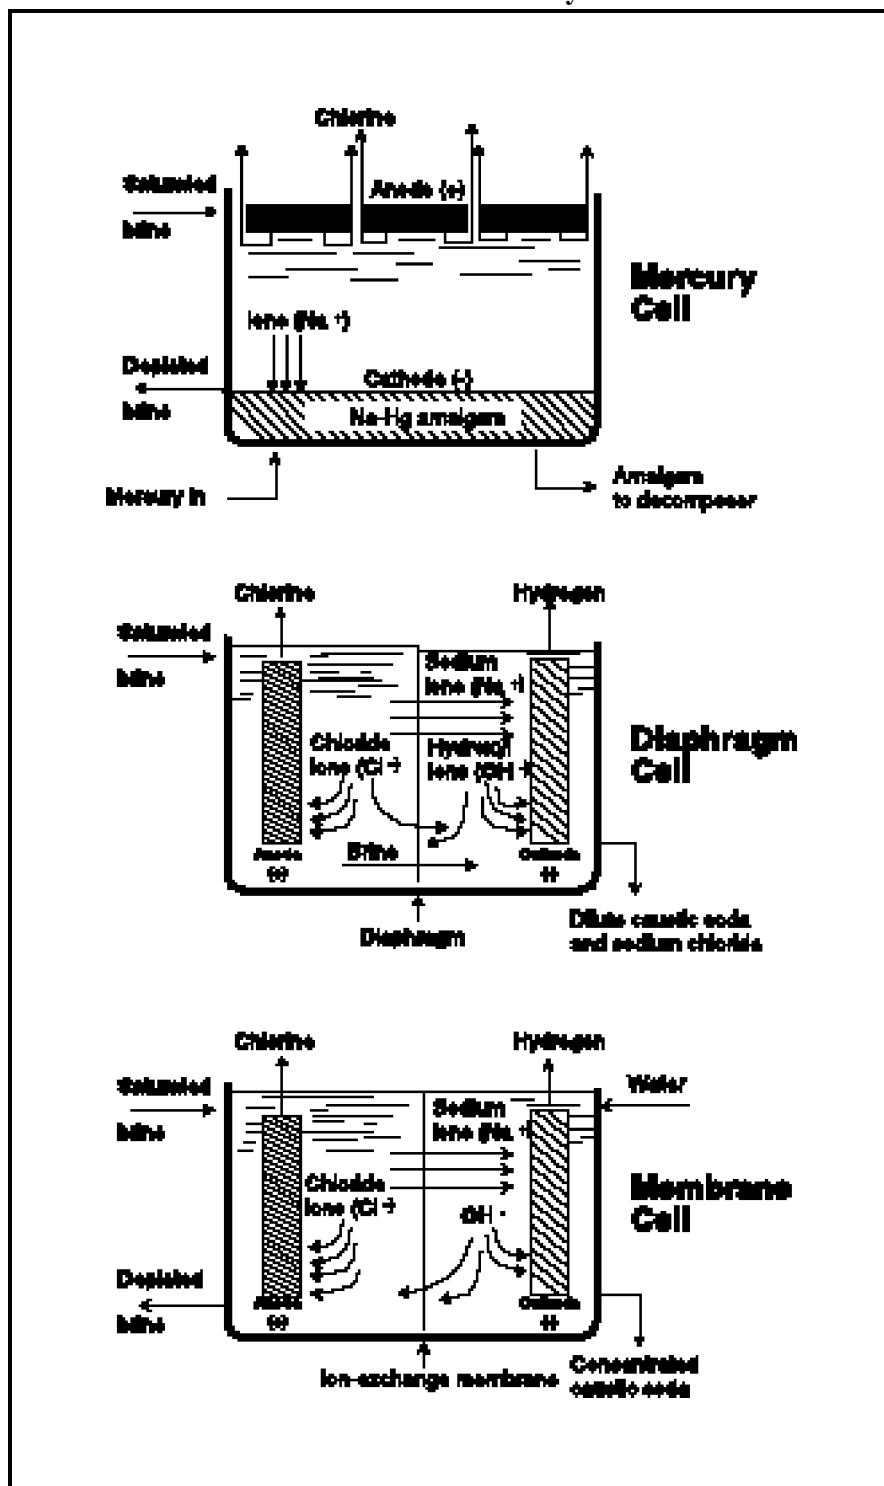 Chlorine
Anode (+)
Saturated
brine
Mercury
Cell
Ions (Na +)
Depleted
brine
Cathode (-)
Na-Hg amalgam
Mercury in
Amalgam
to decomposer
Chlorine
Hydrogen
Saturated
brine
Sodium
Ions (Na +)
Diaphragm
Cell
Chloride
Ions (Cl -)
Hydroxyl
Ions (OH -)
Anode
(+)
Brine
Cathode
(-)
Diaphragm
Dilute caustic soda
and sodium chloride
Chlorine
Hydrogen
Saturated
brine
Water
Sodium
Ions (Na +)
Membrane
Cell
Chloride
Ions (Cl -)
OH -
Depleted
brine
Anode
(+)
Cathode
(-)
Ion-exchange membrane
Concentrated
caustic soda